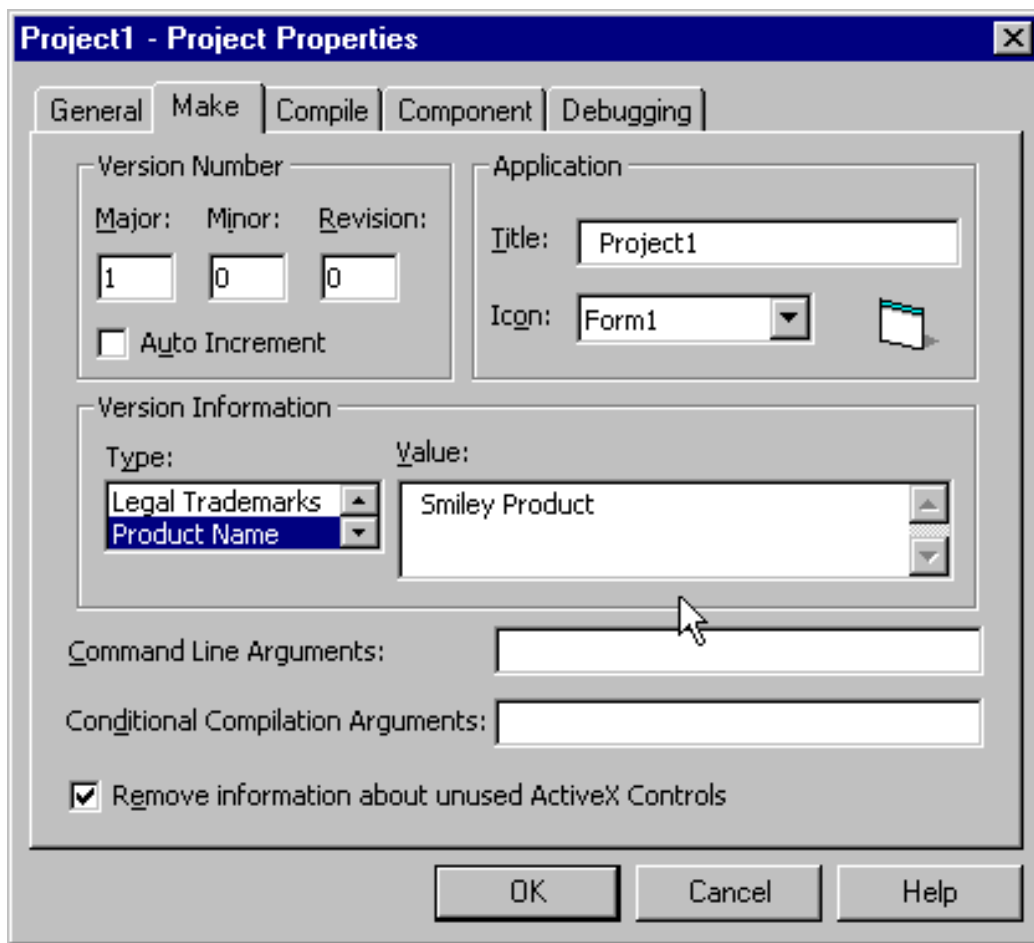 Project1 - Project Properties
General Make Compile Component Debugging
Version Number
Major: Minor: Revision:
1 0 0
Auto Increment
Application
Title: Project1
Icon: Form1
Version Information
Type:
Legal Trademarks
Product Name
Value:
Smiley Product
Command Line Arguments:
Conditional Compilation Arguments:
Remove information about unused ActiveX Controls
OK Cancel Help